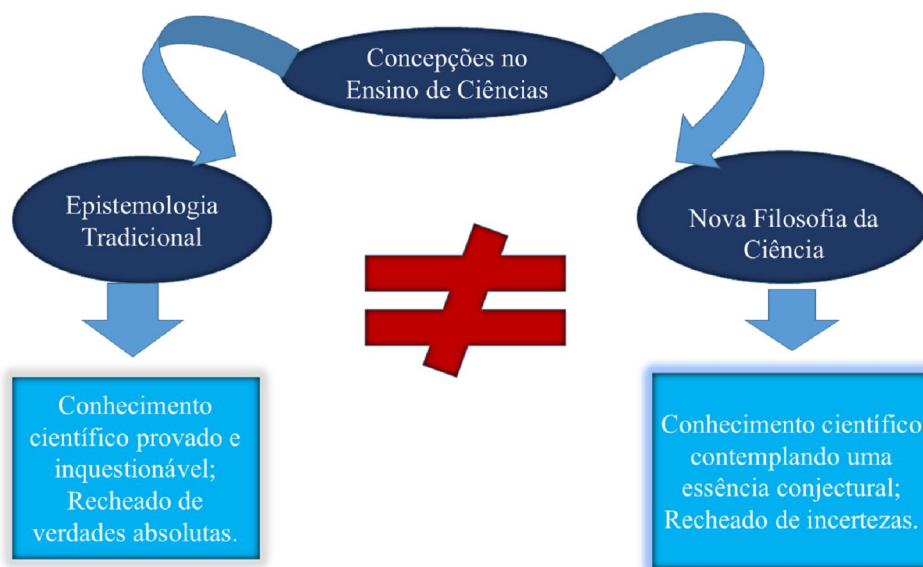 Concepções no
Ensino de Ciências
Epistemologia
Tradicional
Nova Filosofia da
Ciência
Conhecimento
científico provado e
inquestionável;
Recheado de
verdades absolutas.
Conhecimento científico
contemplando uma
essência conjectural;
Recheado de incertezas.